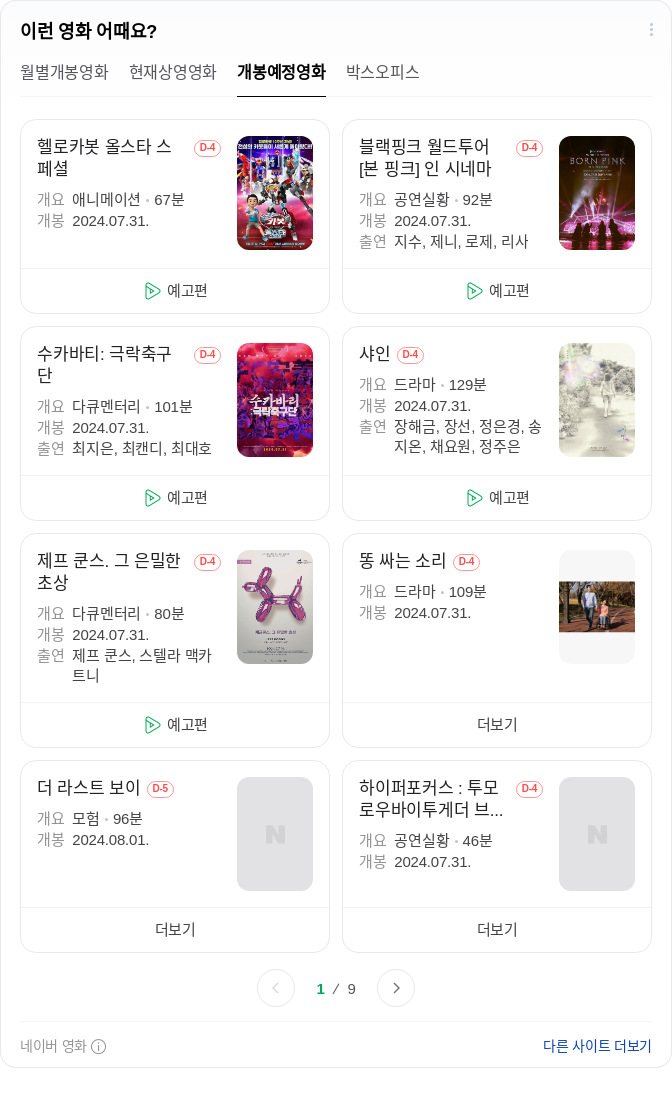 이런 영화 어때요?
월별개봉영화 현재상영영화 개봉예정영화 박스오피스
헬로카봇 올스타 스
페셜
D-4
개요 애니메이션 · 67분
개봉 2024.07.31.
예고편
블랙핑크 월드투어
[본 핑크] 인 시네마
D-4
개요 공연실황 · 92분
개봉 2024.07.31.
출연 지수, 제니, 로제, 리사
BORN PINK
예고편
수카바티: 극락축구
단
D-4
개요 다큐멘터리 · 101분
개봉 2024.07.31.
출연 최지은, 최캔디, 최대호
수카바티
극락축구단
예고편
샤인 D-4
개요 드라마 · 129분
개봉 2024.07.31.
출연 장해금, 장선, 정은경, 송
지온, 채요원, 정주은
예고편
제프 쿤스. 그 은밀한
초상
D-4
개요 다큐멘터리 · 80분
개봉 2024.07.31.
출연 제프 쿤스, 스텔라 맥카
트니
제프 쿤스. 그 은밀한 초상
예고편
똥 싸는 소리 D-4
개요 드라마 · 109분
개봉 2024.07.31.
더보기
더 라스트 보이 D-5
개요 모험 · 96분
개봉 2024.08.01.
N
더보기
하이퍼포커스 : 투모
로우바이투게더 브...
D-4
개요 공연실황 · 46분
개봉 2024.07.31.
N
더보기
1 / 9
네이버 영화
다른 사이트 더보기